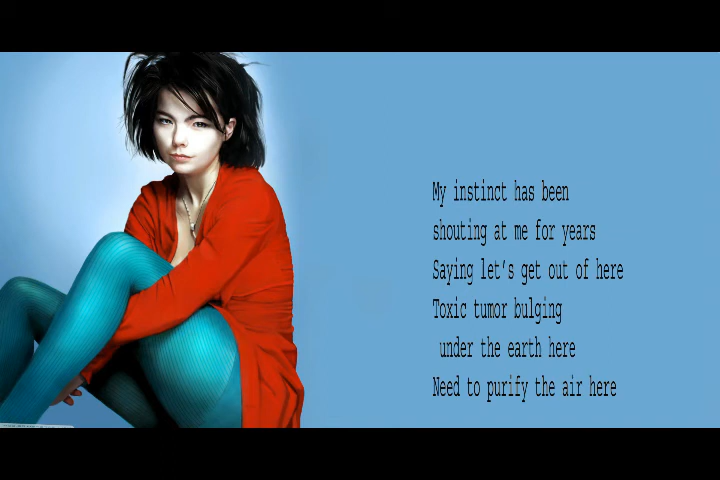 My instinct has been
shouting at me for years
Saying let's get out of here
Toxic tumor bulging
under the earth here
Need to purify the air here